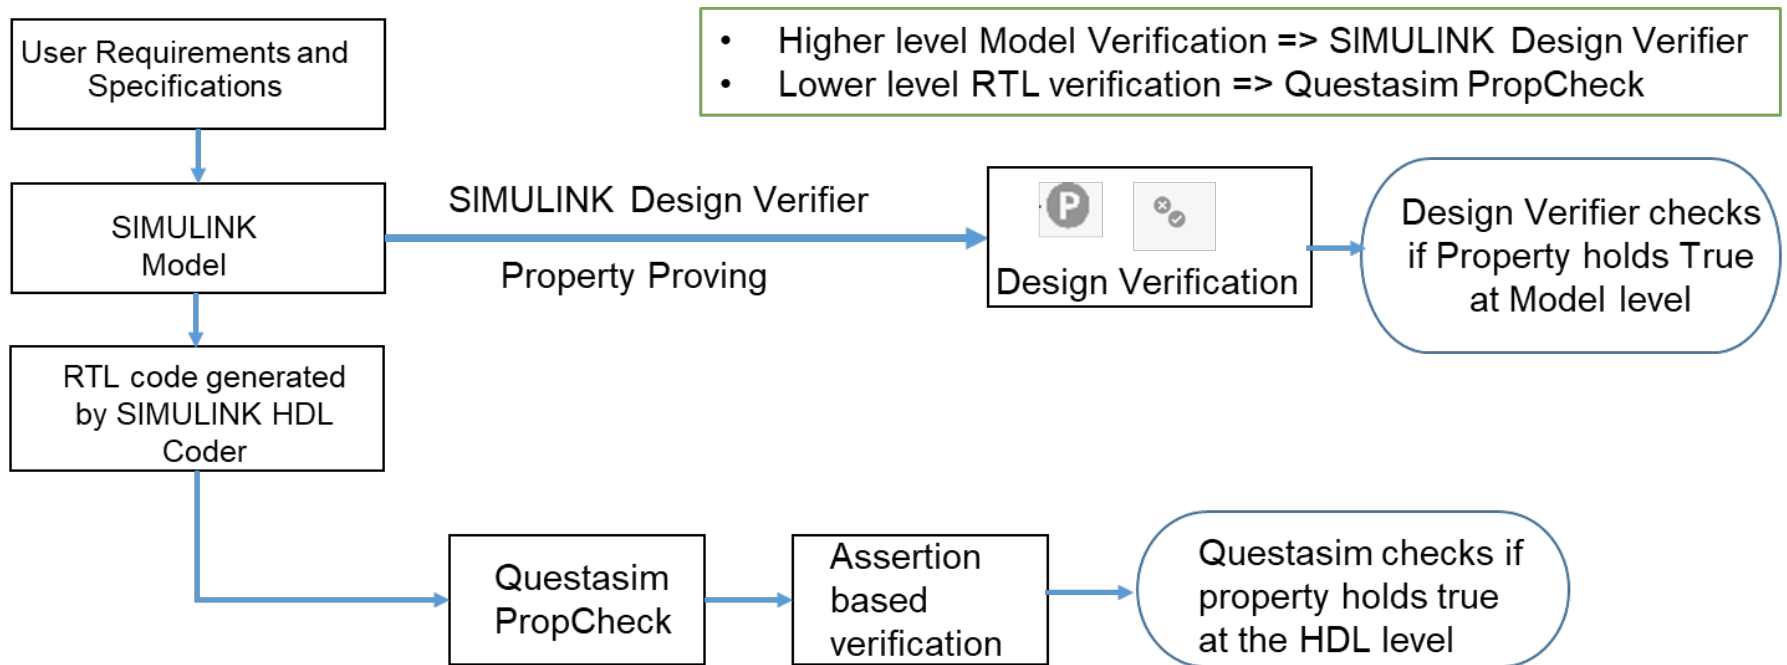 User Requirements and
Specifications
• Higher level Model Verification => SIMULINK Design Verifier
• Lower level RTL verification => Questasim PropCheck
SIMULINK
Model
SIMULINK Design Verifier
Property Proving
P
Design Verification
Design Verifier checks
if Property holds True
at Model level
RTL code generated
by SIMULINK HDL
Coder
Questasim
PropCheck
Assertion
based
verification
Questasim checks if
property holds true
at the HDL level